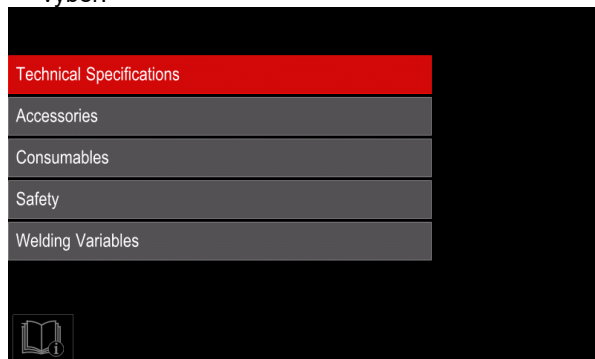 Technical Specifications
Accessories
Consumables
Safety
Welding Variables